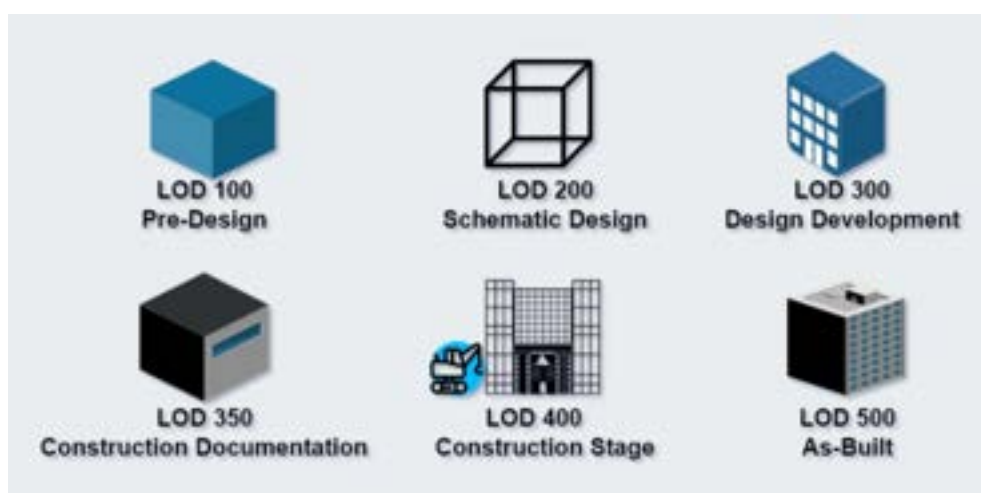 LOD 100
Pre-Design
LOD 200
Schematic Design
LOD 300
Design Development
LOD 350
Construction Documentation
LOD 400
Construction Stage
LOD 500
As-Built